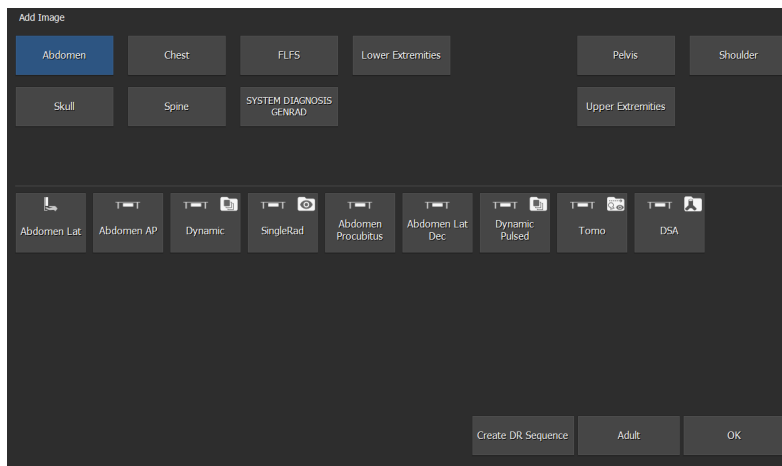 Add Image
Abdomen
Chest
FLFS
Lower Extremities
Pelvis
Shoulder
Skull
Spine
SYSTEM DIAGNOSIS
GENRAD
Upper Extremities
Abdomen Lat
Abdomen AP
Dynamic
SingleRad
Abdomen
Procubitus
Abdomen Lat
Dec
Dynamic
Pulsed
Tomo
DSA
Create DR Sequence
Adult
OK